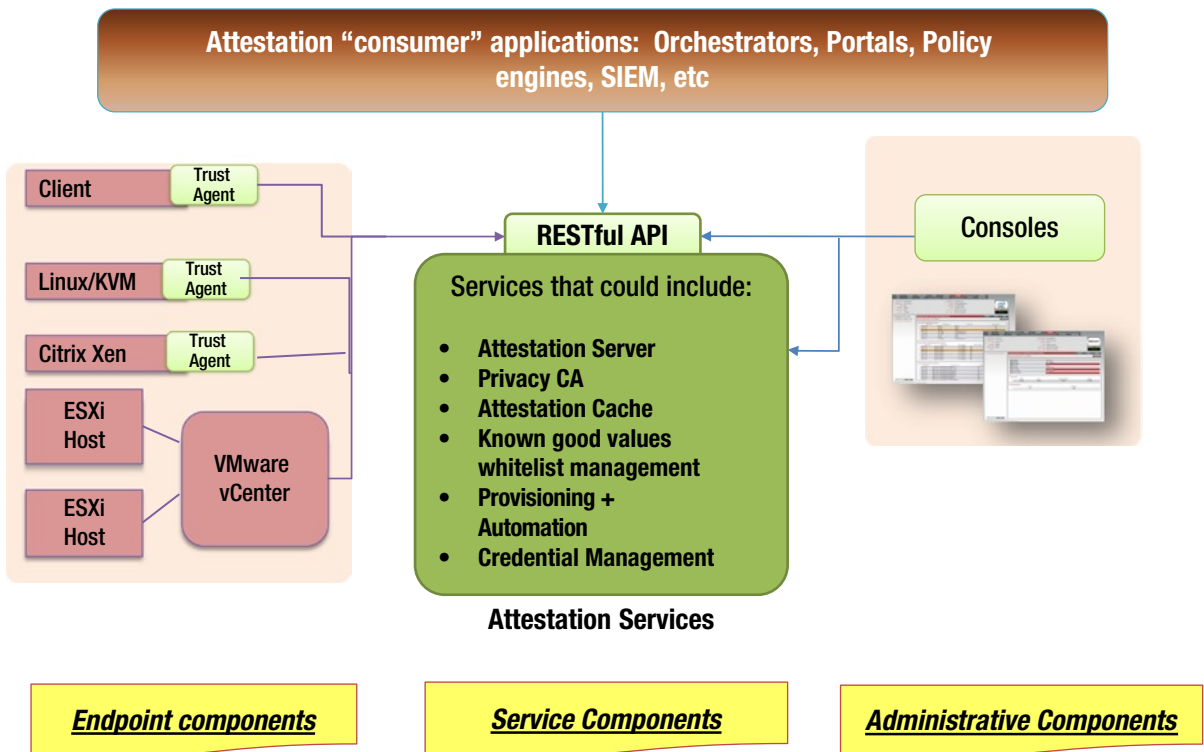 Attestation “consumer” applications: Orchestrators, Portals, Policy
engines, SIEM, etc
Client
Trust
Agent
Linux/KVM
Trust
Agent
Citrix Xen
Trust
Agent
ESXi
Host
ESXi
Host
VMware
vCenter
RESTful API
Services that could include:
• Attestation Server
• Privacy CA
• Attestation Cache
• Known good values
whitelist management
• Provisioning +
Automation
• Credential Management
Attestation Services
Consoles
Endpoint components
Service Components
Administrative Components